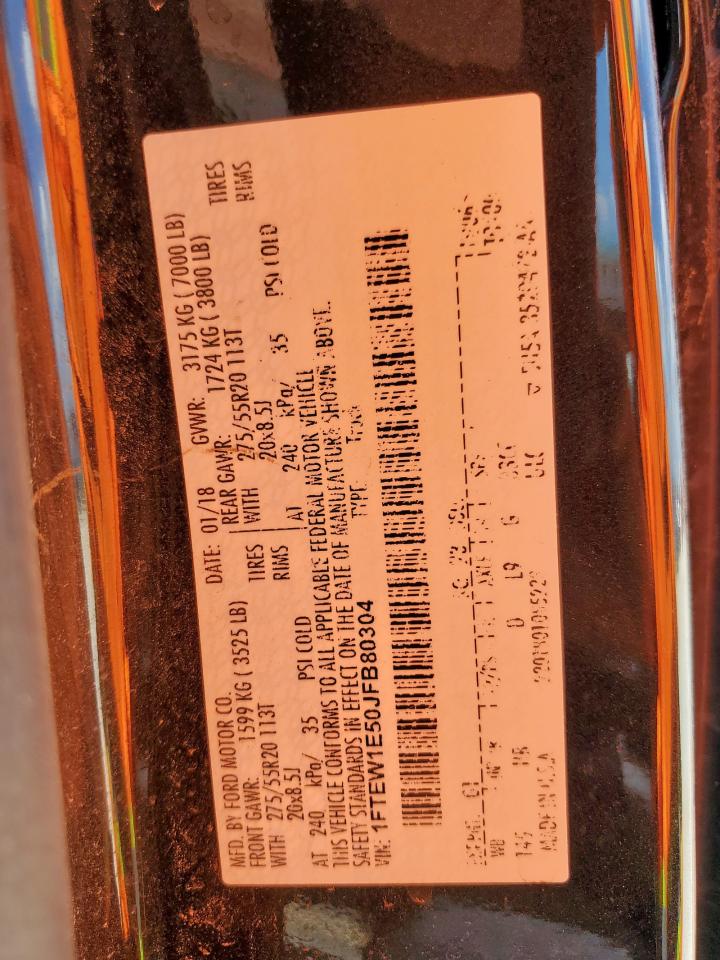 MFD. BY FORD MOTOR CO.
DATE: 01/18 GVWR: 3175 KG ( 7000 LB)
FRONT GAWR: 1599 KG ( 3525 LB) REAR GAWR: 1724 KG ( 3800 LB)
WITH 275/55R20 113T TIRES WITH 275/55R20 113T TIRES
20x8.5J RIMS 20x8.5J RIMS
AT 240 kPa/ 35 PSI COLD AT 240 kPa/ 35 PSI COLD
THIS VEHICLE CONFORMS TO ALL APPLICABLE FEDERAL MOTOR VEHICLE
SAFETY STANDARDS IN EFFECT ON THE DATE OF MANUFACTURE SHOWN ABOVE.
VIN: 1FTEW1E50JFB80304 TYPE: Truck
WB
145 D L9 G
MADE IN U.S.A.